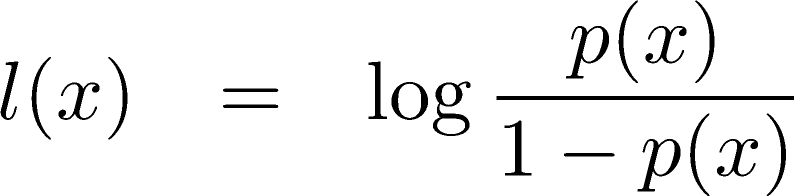 l(x) = log p(x) / 1 − p(x)